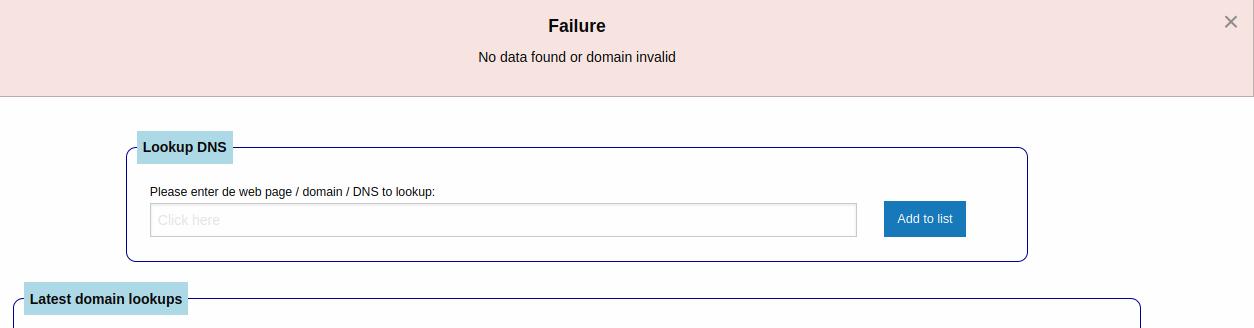 Failure
No data found or domain invalid
Lookup DNS
Please enter de web page / domain / DNS to lookup:
Click here
Add to list
Latest domain lookups